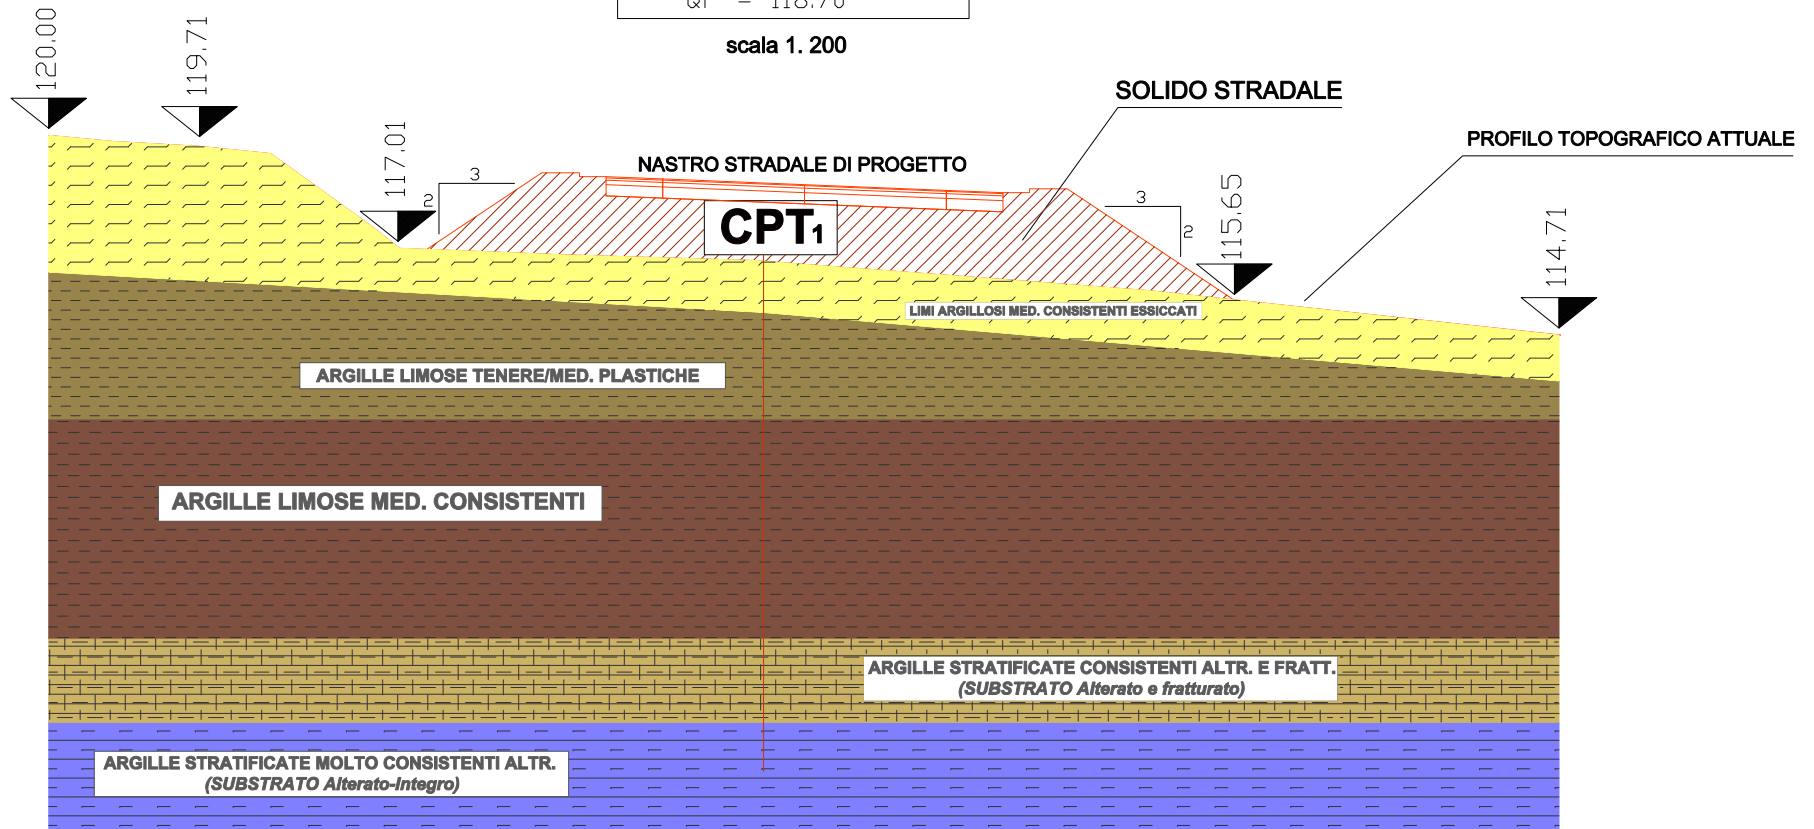 scala 1. 200
120.00
119.71
117.01
115.65
114.71
SOLIDO STRADALE
PROFILO TOPOGRAFICO ATTUALE
NASTRO STRADALE DI PROGETTO
3
2
3
2
CPT1
LIMI ARGILLOSI MED. CONSISTENTI ESSICCATI
ARGILLE LIMOSE TENERE/MED. PLASTICHE
ARGILLE LIMOSE MED. CONSISTENTI
ARGILLE STRATIFICATE CONSISTENTI ALTR. E FRATT.
(SUBSTRATO Alterato e fratturato)
ARGILLE STRATIFICATE MOLTO CONSISTENTI ALTR.
(SUBSTRATO Alterato-Integro)